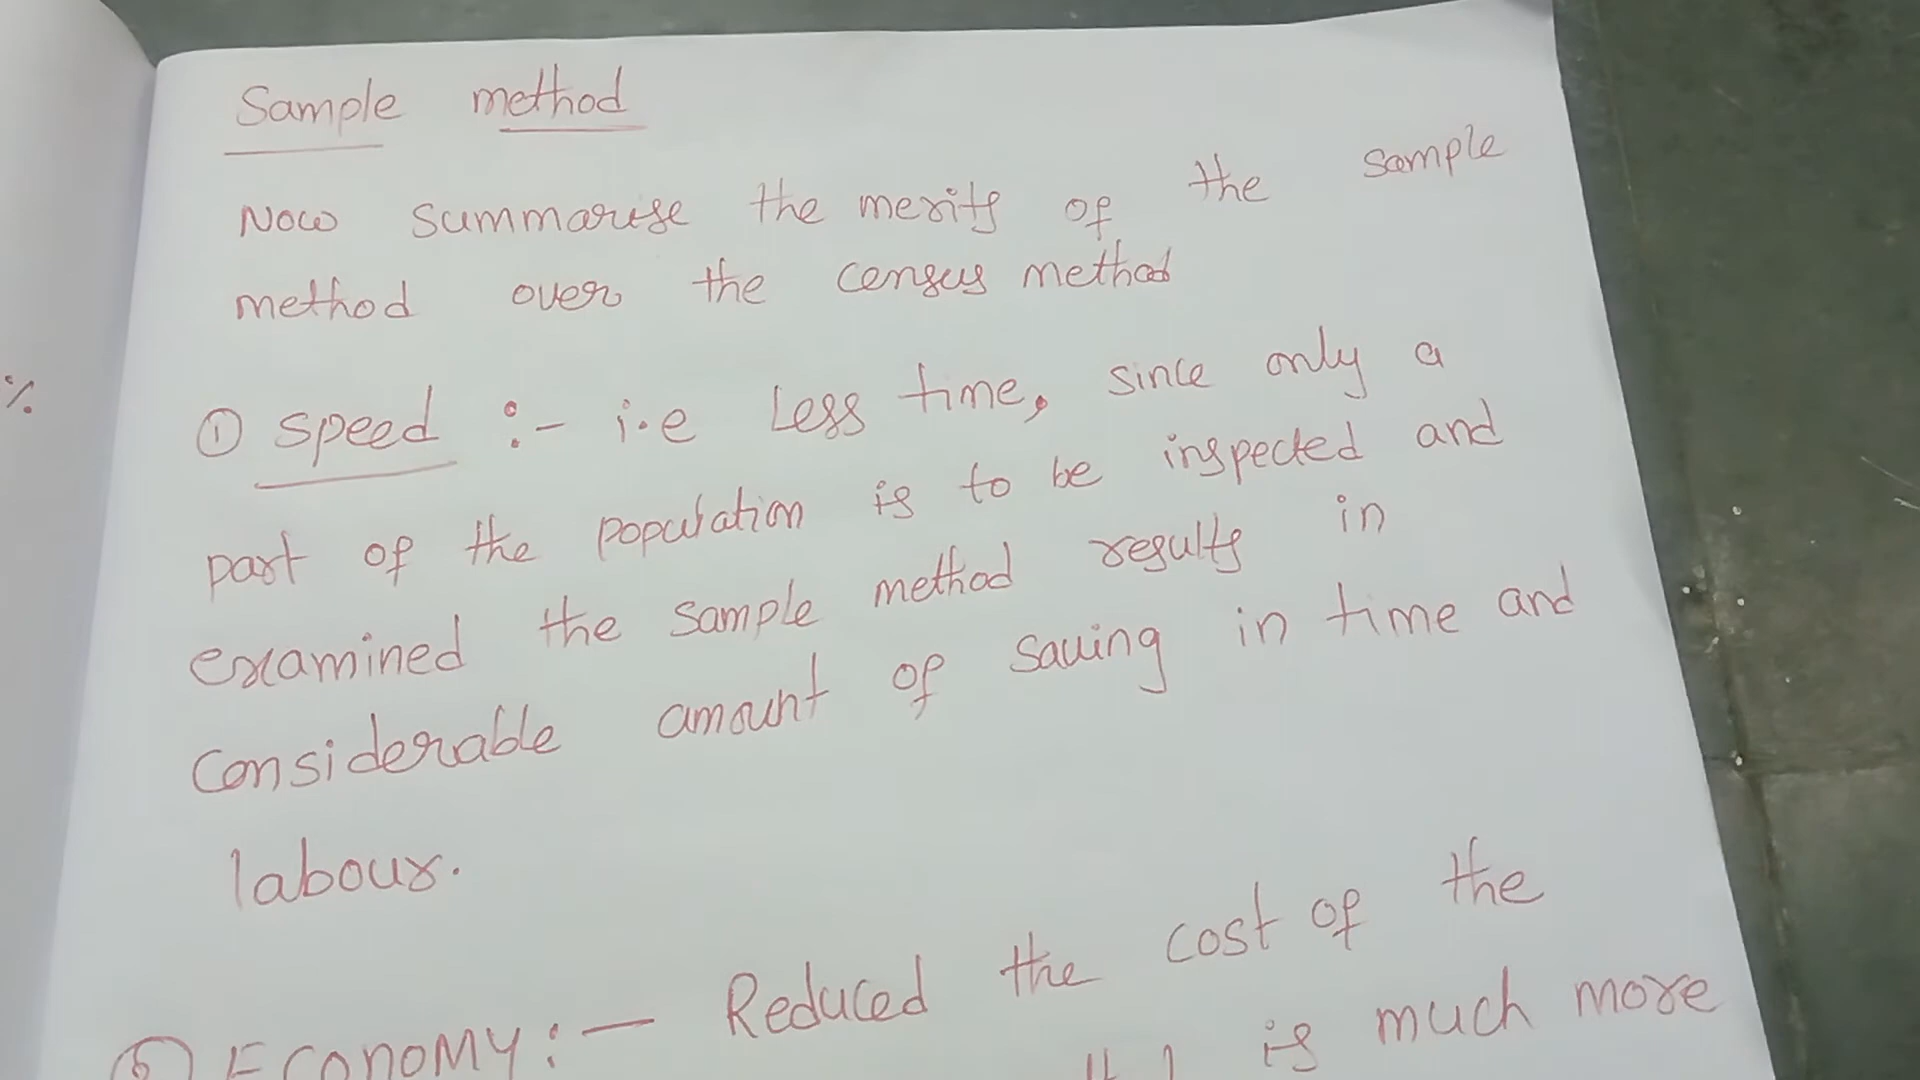 Sample method
Now summarise the merits of the sample
method over the census method
① speed :- i.e Less time, since only a
part of the population is to be inspected and
examined the sample method results in
considerable amount of saving in time and
labour.
ECONOMY:- Reduced the cost of the
is much more
%